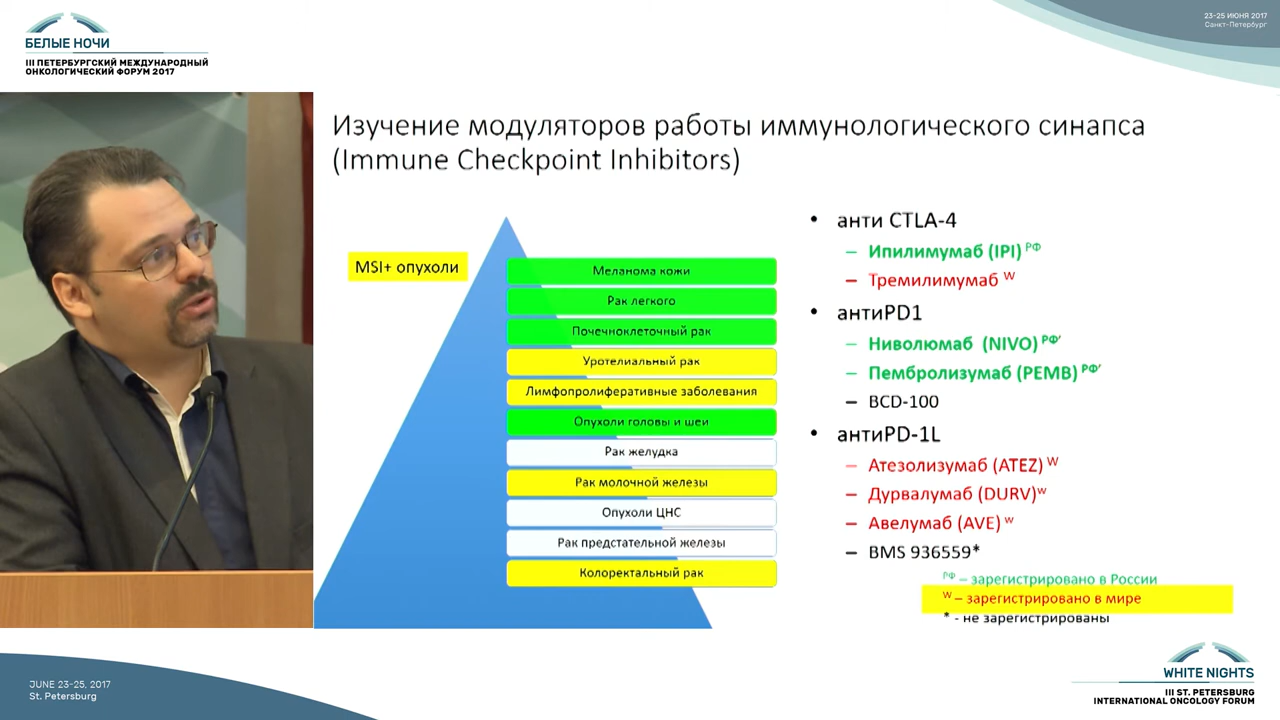 БЕЛЫЕ НОЧИ
III ПЕТЕРБУРГСКИЙ МЕЖДУНАРОДНЫЙ
ОНКОЛОГИЧЕСКИЙ ФОРУМ 2017
23-25 ИЮНЯ 2017
Санкт-Петербург
Изучение модуляторов работы иммунологического синапса
(Immune Checkpoint Inhibitors)
MSI+ опухоли
Меланома кожи
Рак легкого
Почечноклеточный рак
Уротелиальный рак
Лимфопролиферативные заболевания
Опухоли головы и шеи
Рак желудка
Рак молочной железы
Опухоли ЦНС
Рак предстательной железы
Колоректальный рак
• анти CTLA-4
– Ипилимумаб (IPI) РФ
– Тремилимумаб W
• антиPD1
– Ниволюмаб (NIVO) РФ’
– Пембролизумаб (PEMB) РФ’
– BCD-100
• антиPD-1L
– Атезолизумаб (ATEZ) W
– Дурвалумаб (DURV)w
– Авелумаб (AVE) w
– BMS 936559*
РФ – зарегистрировано в России
W – зарегистрировано в мире
* - не зарегистрированы
JUNE 23-25, 2017
St. Petersburg
WHITE NIGHTS
III ST. PETERSBURG
INTERNATIONAL ONCOLOGY FORUM